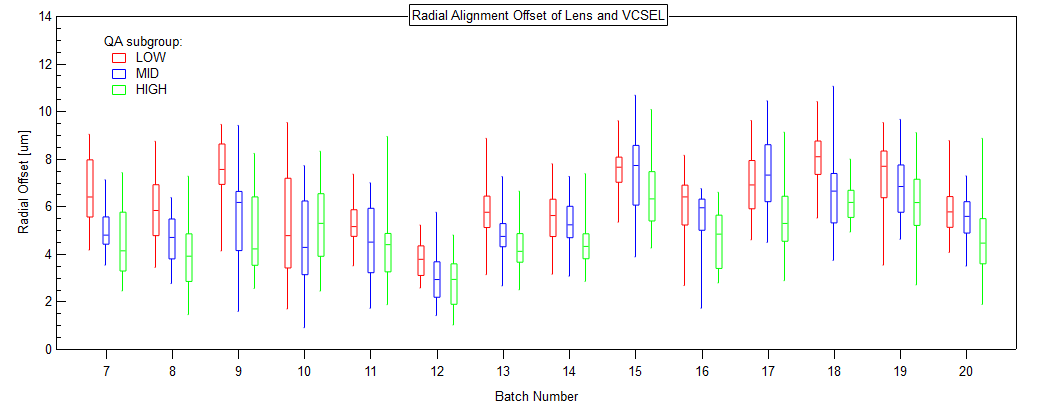 Radial Alignment Offset of Lens and VCSEL
14
12
10
8
6
4
2
0
Radial Offset [um]
QA subgroup:
LOW
MID
HIGH
7 8 9 10 11 12 13 14 15 16 17 18 19 20
Batch Number